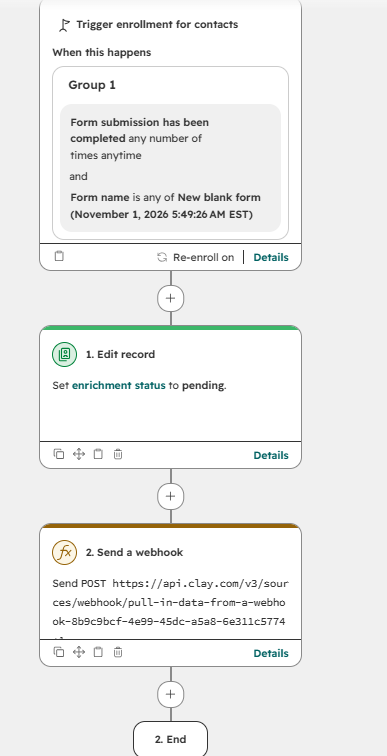 Trigger enrollment for contacts
When this happens
Group 1
Form submission has been
completed any number of
times anytime
and
Form name is any of New blank form
(November 1, 2026 5:49:26 AM EST)
Re-enroll on
Details
1. Edit record
Set enrichment status to pending.
Details
2. Send a webhook
Send POST https://api.clay.com/v3/sour
ces/webhook/pull-in-data-from-a-webho
ok-8b9c9bcf-4e99-45dc-a5a8-6e311c5774
Details
2. End